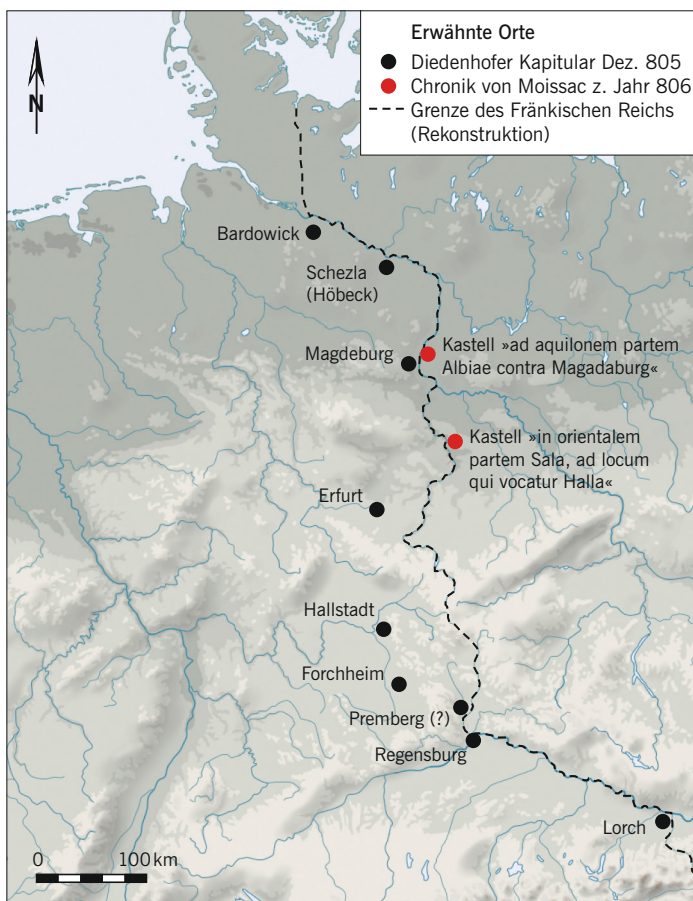 Erwähnte Orte
Diedenhofer Kapitular Dez. 805
Chronik von Moissac z. Jahr 806
Grenze des Fränkischen Reichs
(Rekonstruktion)
N
Bardowick
Schezla
(Höbeck)
Magdeburg
Kastell »ad aquilonem partem
Albiae contra Magadaburg«
Kastell »in orientalem
partem Sala, ad locum
qui vocatur Halla«
Erfurt
Hallstadt
Forchheim
Premberg (?)
Regensburg
Lorch
0 100 km